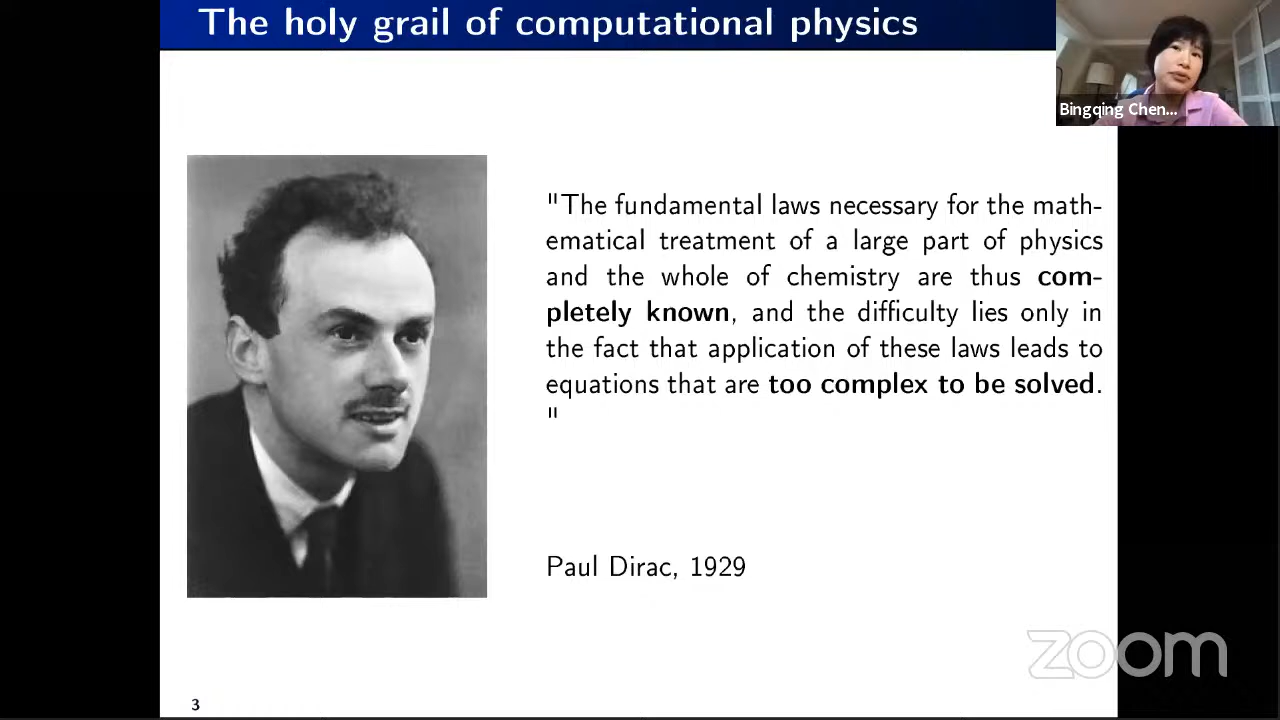 The holy grail of computational physics
Bingqing Chen...
"The fundamental laws necessary for the math-
ematical treatment of a large part of physics
and the whole of chemistry are thus com-
pletely known, and the difficulty lies only in
the fact that application of these laws leads to
equations that are too complex to be solved.
"
Paul Dirac, 1929
zoom
3